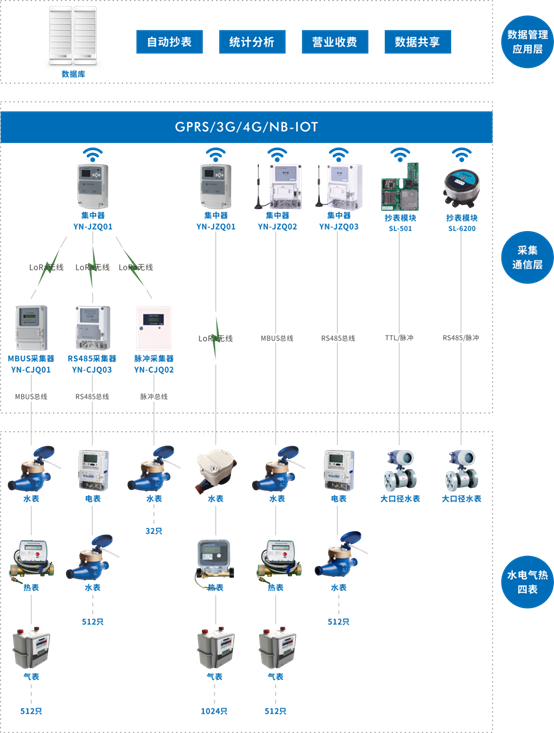 数据库
自动抄表
统计分析
营业收费
数据共享
数据管理
应用层
GPRS/3G/4G/NB-IOT
集中器
YN-JZQ01
集中器
YN-JZQ01
集中器
YN-JZQ02
集中器
YN-JZQ03
抄表模块
SL-501
抄表模块
SL-6200
采集
通信层
LoRa无线
LoRa无线
LoRa无线
LoRa无线
MBUS总线
RS485总线
TTL/脉冲
RS485/脉冲
MBUS采集器
YN-CJQ01
RS485采集器
YN-CJQ03
脉冲采集器
YN-CJQ02
MBUS总线
RS485总线
脉冲总线
水表
电表
水表
水表
水表
电表
大口径水表
大口径水表
32只
热表
水表
热表
热表
水表
水电气热
四表
512只
512只
气表
气表
气表
512只
1024只
512只